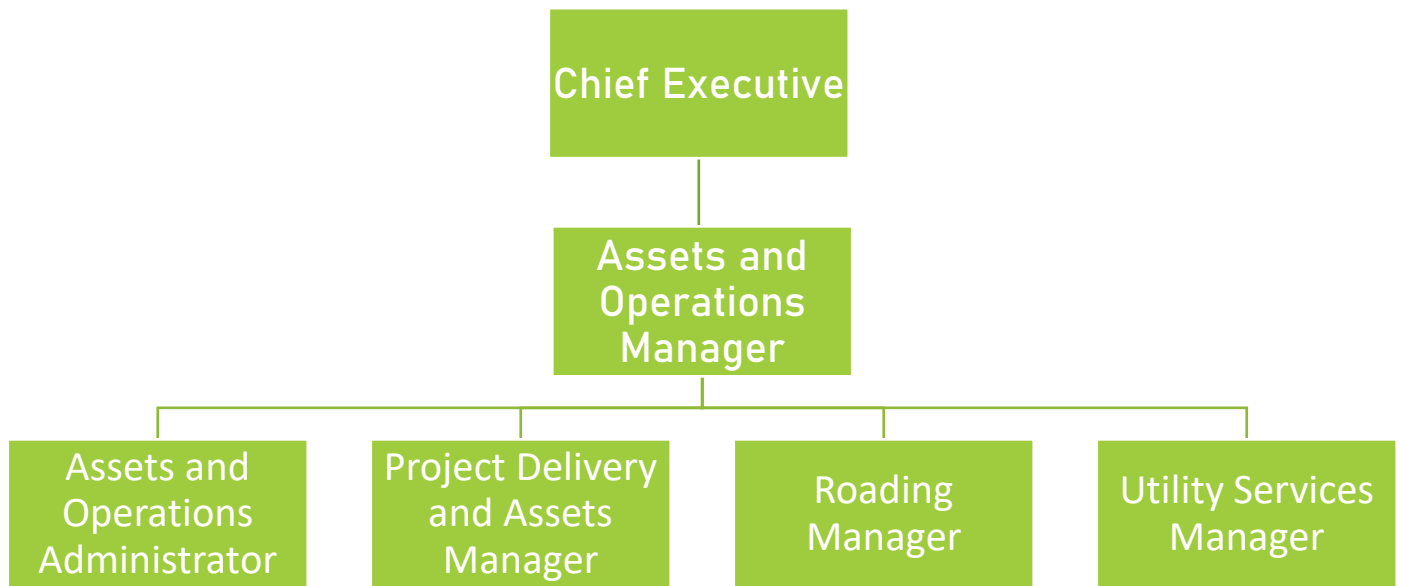 Chief Executive
Assets and
Operations
Manager
Assets and
Operations
Administrator
Project Delivery
and Assets
Manager
Roading
Manager
Utility Services
Manager